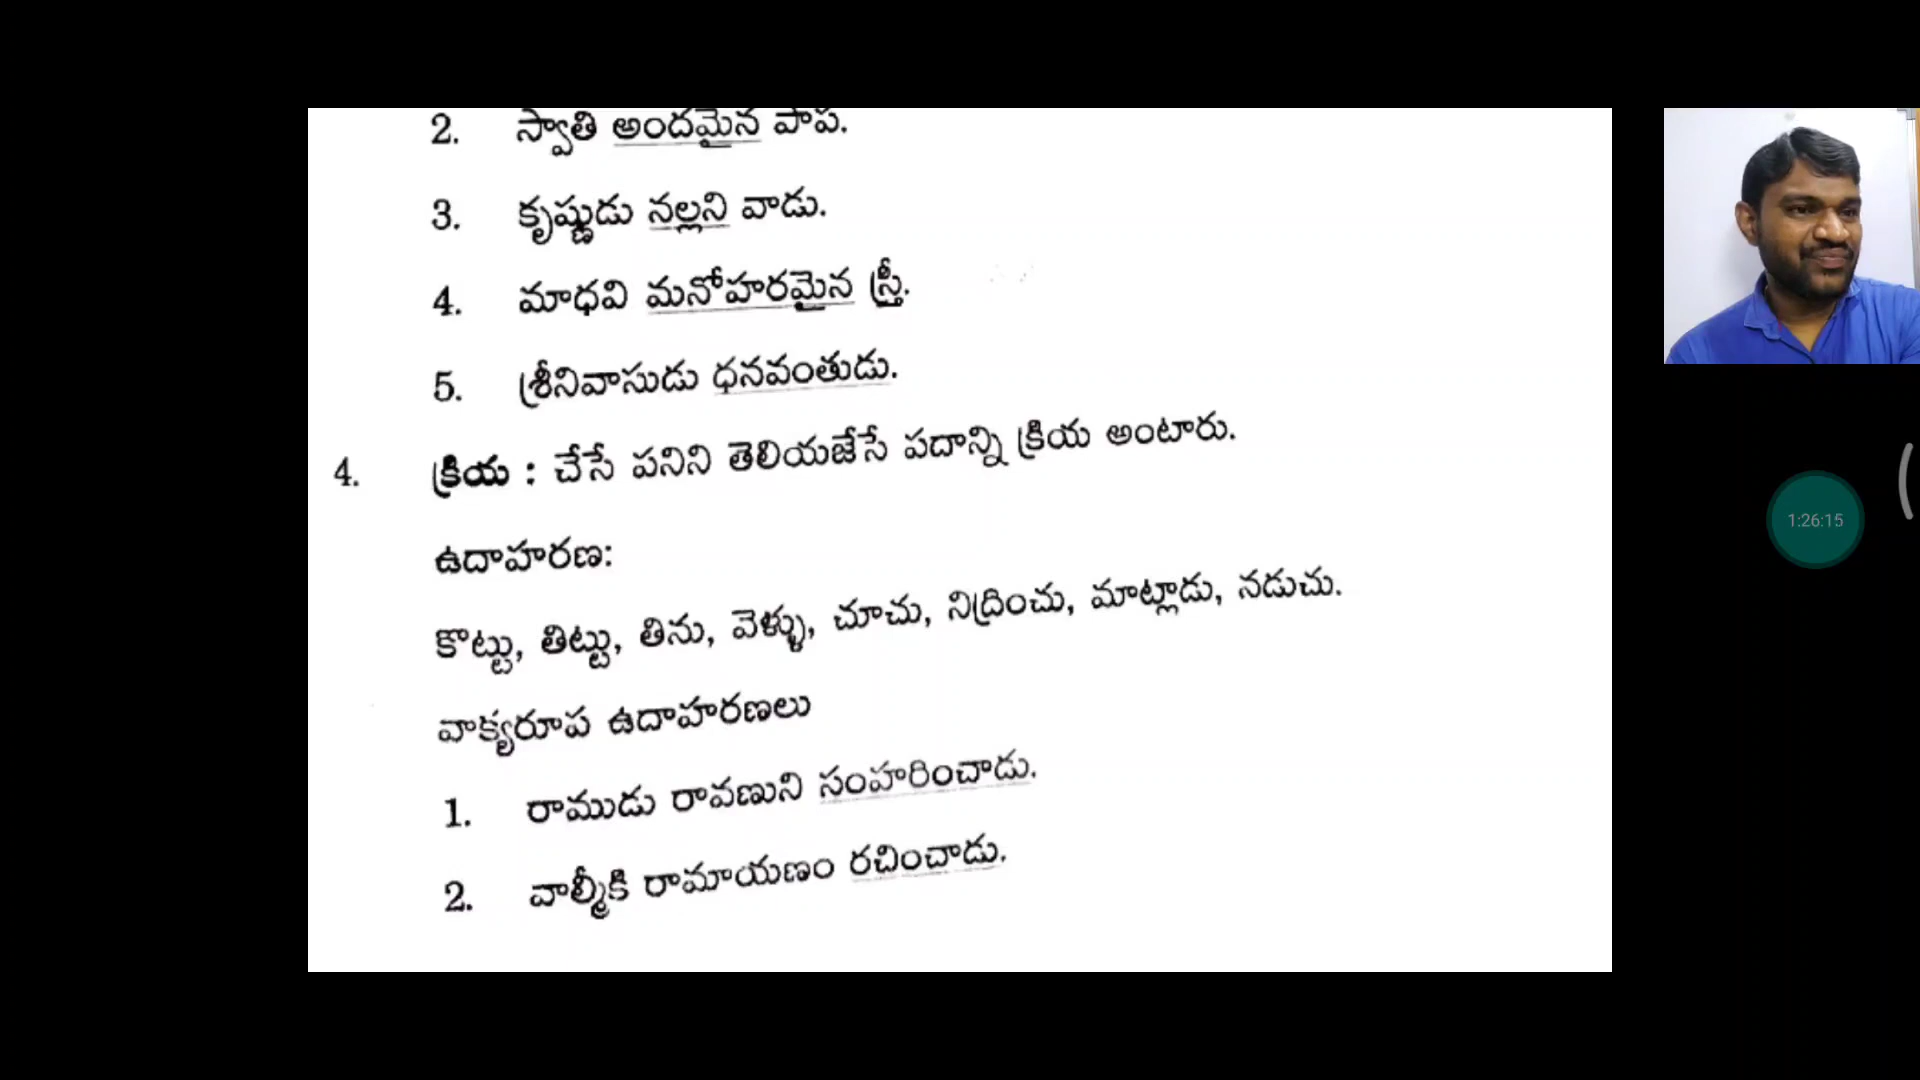 2. స్వాతి అందమైన పాప.
3. కృష్ణుడు నల్లని వాడు.
4. మాధవి మనోహరమైన స్త్రీ.
5. శ్రీనివాసుడు ధనవంతుడు.
4. క్రియ : చేసే పనిని తెలియజేసే పదాన్ని క్రియ అంటారు.
ఉదాహరణ:
కొట్టు, తిట్టు, తిను, వెళ్ళు, చూచు, నిద్రించు, మాట్లాడు, నడుచు.
వాక్యరూప ఉదాహరణలు
1. రాముడు రావణుని సంహరించాడు.
2. వాల్మీకి రామాయణం రచించాడు.
1:26:15